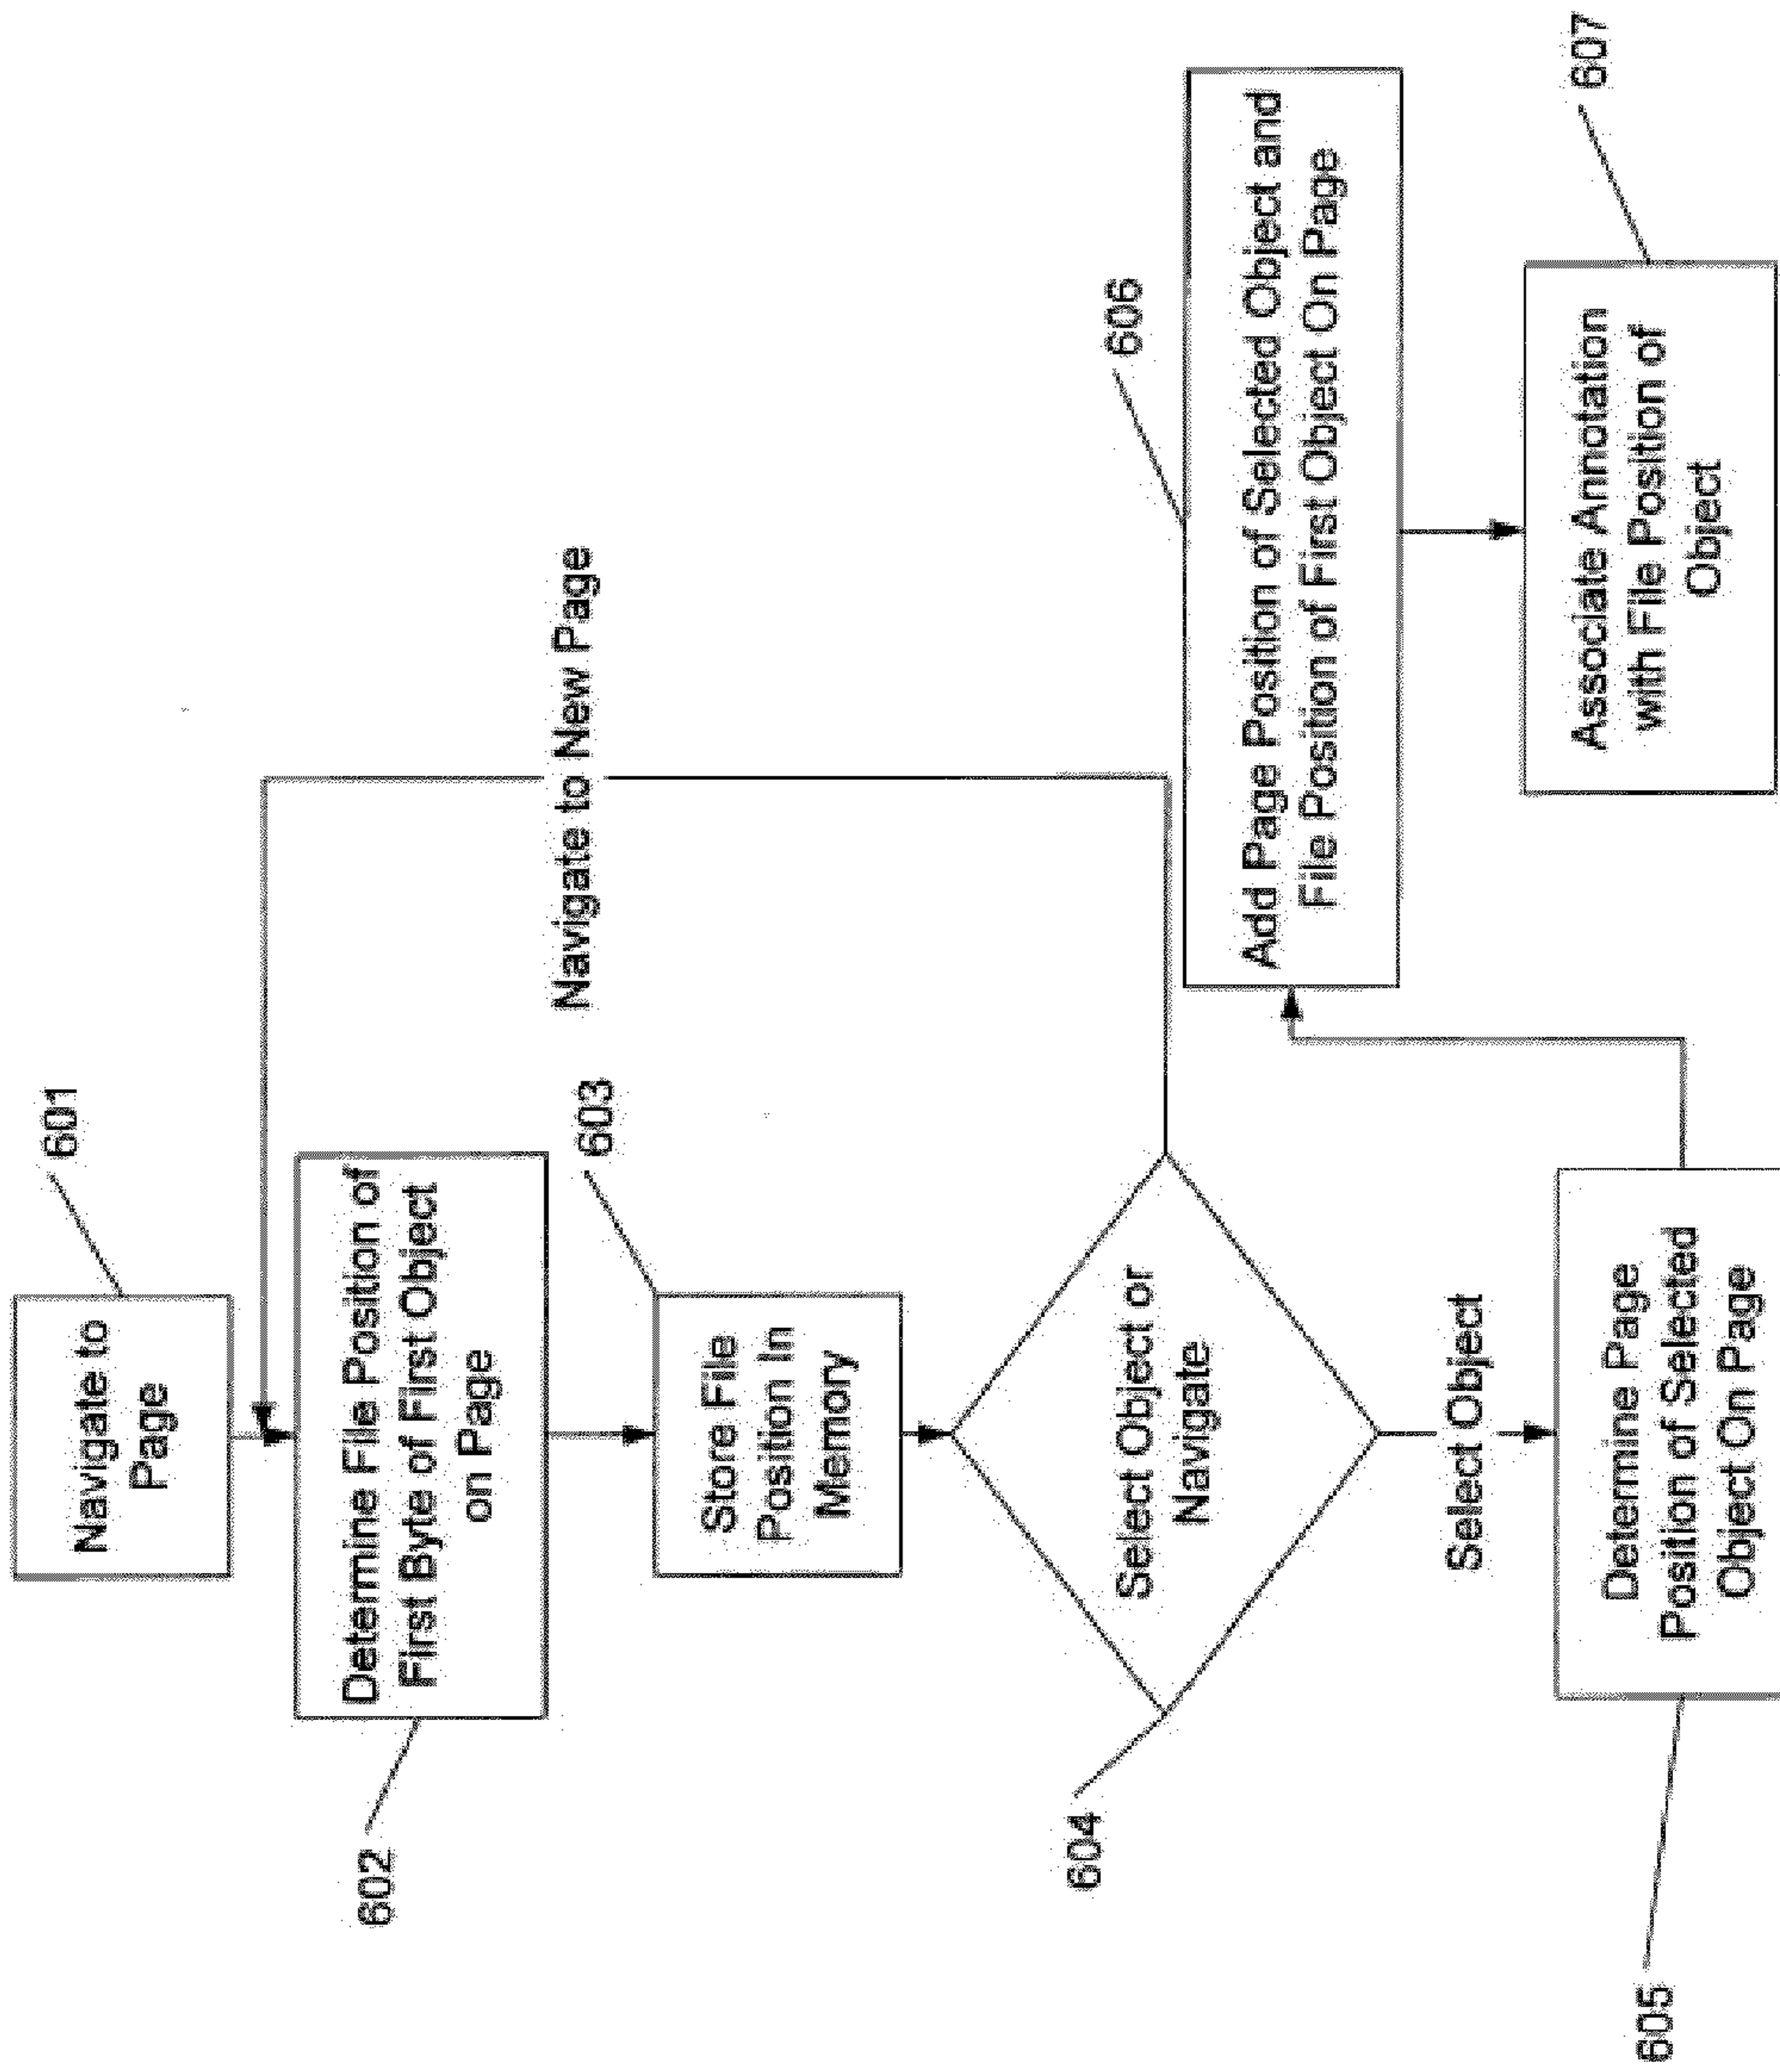 601
Navigate to
Page
602
Determine File Position of
First Byte of First Object
on Page
603
Store File
Position In
Memory
Navigate to New Page
604
Select Object or
Navigate
Select Object
605
Determine Page
Position of Selected
Object On Page
606
Add Page Position of Selected Object and
File Position of First Object On Page
607
Associate Annotation
with File Position of
Object